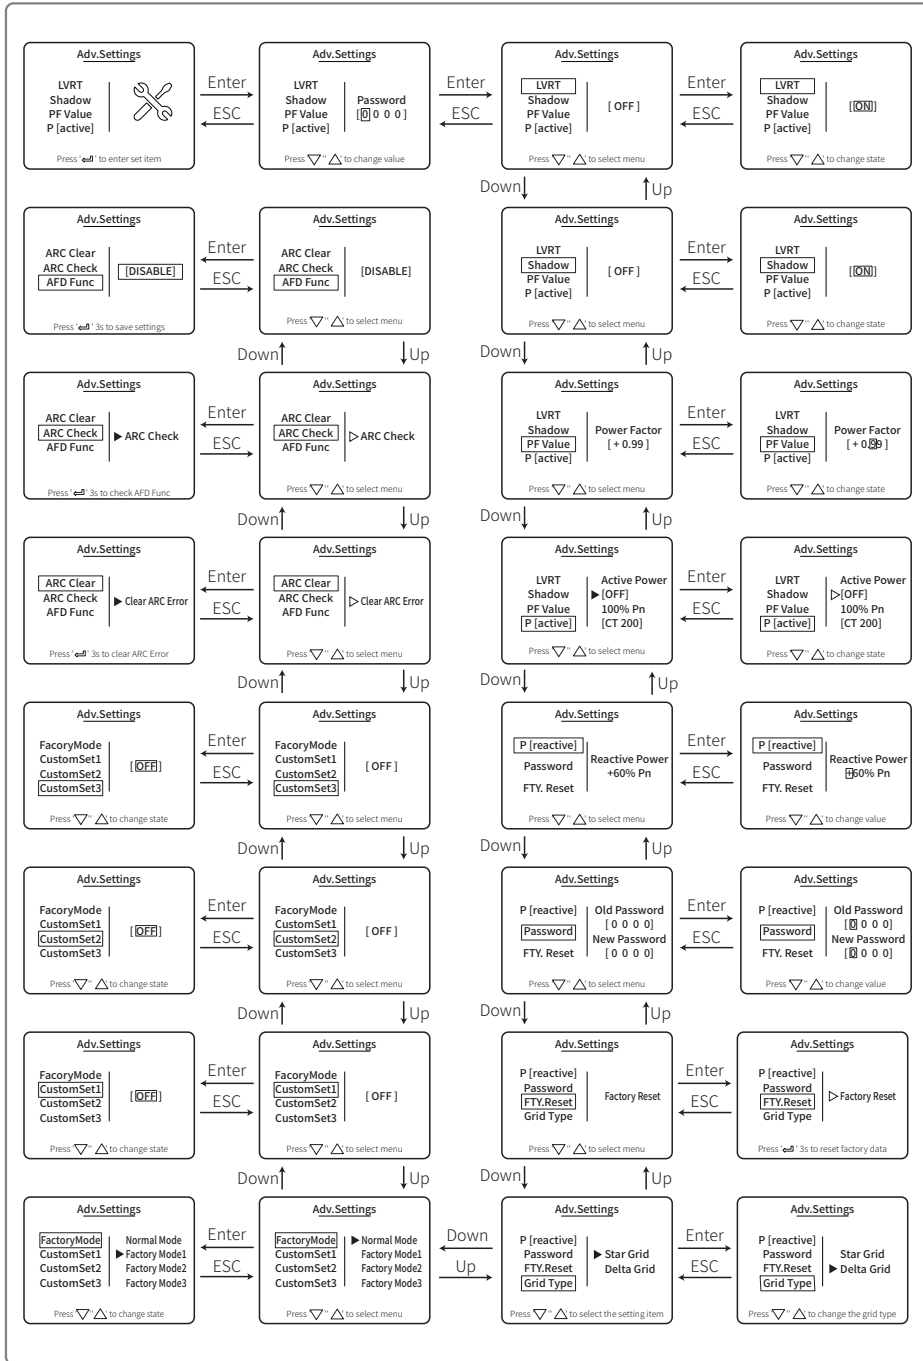 Adv.Settings
LVRT
Shadow
PF Value
P [active]
Press '⏎' to enter set item
Enter
ESC
Adv.Settings
LVRT
Shadow
PF Value
P [active]
Password
[0 0 0 0]
Press ▽" △' to change value
Enter
ESC
Adv.Settings
LVRT
Shadow
PF Value
P [active]
[ OFF ]
Press ▽" △' to select menu
Enter
ESC
Adv.Settings
LVRT
Shadow
PF Value
P [active]
[ON]
Press ▽" △' to change state
Down
Up
Adv.Settings
ARC Clear
ARC Check
AFD Func
[DISABLE]
Press '⏎' 3s to save settings
Enter
ESC
Adv.Settings
ARC Clear
ARC Check
AFD Func
[DISABLE]
Press ▽" △' to select menu
Adv.Settings
LVRT
Shadow
PF Value
P [active]
[ OFF ]
Press ▽" △' to select menu
Enter
ESC
Adv.Settings
LVRT
Shadow
PF Value
P [active]
[ON]
Press ▽" △' to change state
Down
Up
Down
Up
Adv.Settings
ARC Clear
ARC Check
AFD Func
▶ ARC Check
Press '⏎' 3s to check AFD Func
Enter
ESC
Adv.Settings
ARC Clear
ARC Check
AFD Func
▷ ARC Check
Press ▽" △' to select menu
Adv.Settings
LVRT
Shadow
PF Value
P [active]
Power Factor
[ + 0.99 ]
Press ▽" △' to select menu
Enter
ESC
Adv.Settings
LVRT
Shadow
PF Value
P [active]
Power Factor
[ + 0.99 ]
Press ▽" △' to change state
Down
Up
Down
Up
Adv.Settings
ARC Clear
ARC Check
AFD Func
▶ Clear ARC Error
Press '⏎' 3s to clear ARC Error
Enter
ESC
Adv.Settings
ARC Clear
ARC Check
AFD Func
▷ Clear ARC Error
Press ▽" △' to select menu
Adv.Settings
LVRT
Shadow
PF Value
P [active]
Active Power
▶[OFF]
100% Pn
[CT 200]
Press ▽" △' to select menu
Enter
ESC
Adv.Settings
LVRT
Shadow
PF Value
P [active]
Active Power
▷[OFF]
100% Pn
[CT 200]
Press ▽" △' to change state
Down
Up
Down
Up
Adv.Settings
FacoryMode
CustomSet1
CustomSet2
CustomSet3
[ OFF ]
Press ▽" △' to change state
Enter
ESC
Adv.Settings
FacoryMode
CustomSet1
CustomSet2
CustomSet3
[ OFF ]
Press ▽" △' to select menu
Adv.Settings
P [reactive]
Password
FTY. Reset
Reactive Power
+60% Pn
Press ▽" △' to select menu
Enter
ESC
Adv.Settings
P [reactive]
Password
FTY. Reset
Reactive Power
+60% Pn
Press ▽" △' to change value
Down
Up
Down
Up
Adv.Settings
FacoryMode
CustomSet1
CustomSet2
CustomSet3
[ OFF ]
Press ▽" △' to change state
Enter
ESC
Adv.Settings
FacoryMode
CustomSet1
CustomSet2
CustomSet3
[ OFF ]
Press ▽" △' to select menu
Adv.Settings
P [reactive]
Password
FTY. Reset
Old Password
[ 0 0 0 0]
New Password
[ 0 0 0 0]
Press ▽" △' to select menu
Enter
ESC
Adv.Settings
P [reactive]
Password
FTY. Reset
Old Password
[ 0 0 0 0]
New Password
[ 0 0 0 0]
Press ▽" △' to change value
Down
Up
Down
Up
Adv.Settings
FacoryMode
CustomSet1
CustomSet2
CustomSet3
[ OFF ]
Press ▽" △' to change state
Enter
ESC
Adv.Settings
FacoryMode
CustomSet1
CustomSet2
CustomSet3
[ OFF ]
Press ▽" △' to select menu
Adv.Settings
P [reactive]
Password
FTY.Reset
Grid Type
Factory Reset
Press ▽" △' to select menu
Enter
ESC
Adv.Settings
P [reactive]
Password
FTY.Reset
Grid Type
▷ Factory Reset
Press '⏎' 3s to reset factory data
Down
Up
Down
Up
Adv.Settings
FactoryMode
CustomSet1
CustomSet2
CustomSet3
Normal Mode
▶ Factory Mode1
Factory Mode2
Factory Mode3
Press ▽" △' to change state
Enter
ESC
Adv.Settings
FactoryMode
CustomSet1
CustomSet2
CustomSet3
▶ Normal Mode
Factory Mode1
Factory Mode2
Factory Mode3
Press ▽" △' to select menu
Down
Up
Adv.Settings
P [reactive]
Password
FTY.Reset
Grid Type
▶ Star Grid
Delta Grid
Press ▽" △' to select the setting item
Enter
ESC
Adv.Settings
P [reactive]
Password
FTY.Reset
Grid Type
Star Grid
▶ Delta Grid
Press ▽" △' to change the grid type